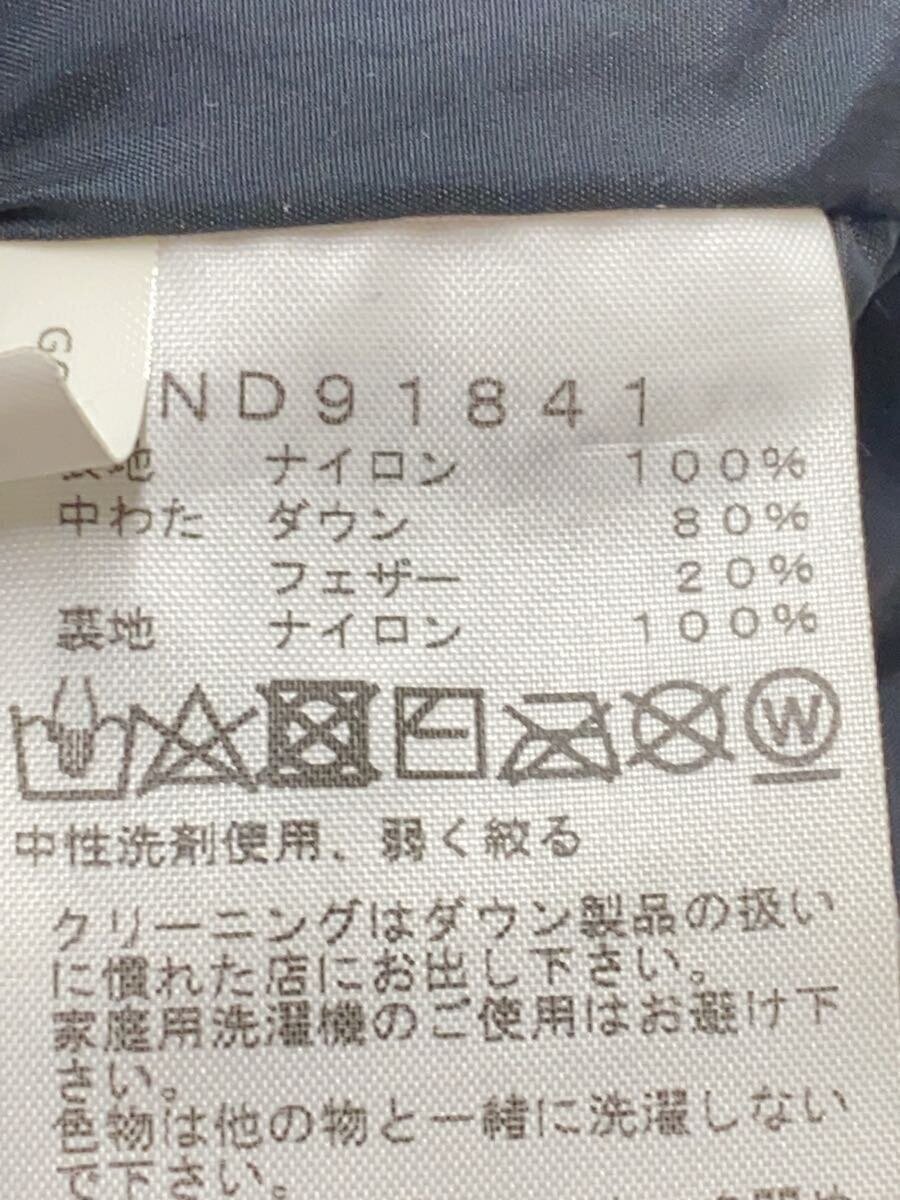 ND91841
表地 ナイロン 100%
中わた ダウン 80%
フェザー 20%
裏地 ナイロン 100%
W
中性洗剤使用、弱く絞る
クリーニングはダウン製品の扱い
に慣れた店にお出し下さい。
家庭用洗濯機のご使用はお避け下
さい。
色物は他の物と一緒に洗濯しない
で下さい。